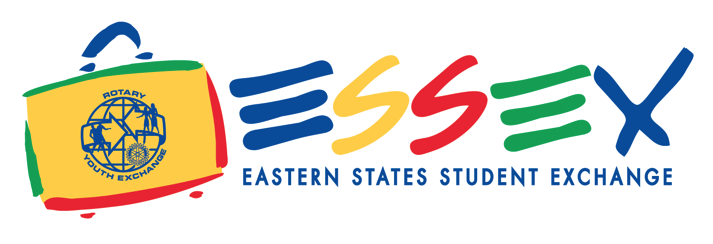 ROTARY
YOUTH EXCHANGE
ESSEX
EASTERN STATES STUDENT EXCHANGE